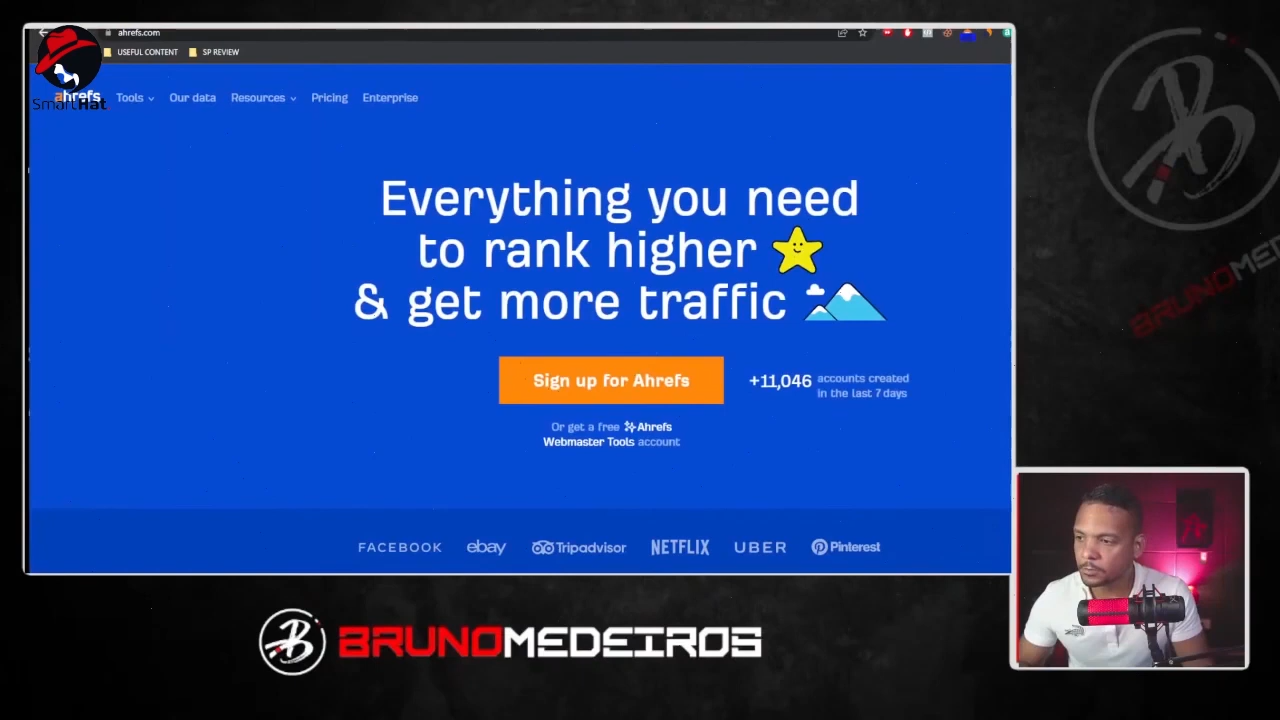 ahrefs.com
USEFUL CONTENT
SP REVIEW
SmartHat
ahrefs
Tools
Our data
Resources
Pricing
Enterprise
Everything you need
to rank higher
& get more traffic
Sign up for Ahrefs
+11,046
accounts created
in the last 7 days
Or get a free Ahrefs
Webmaster Tools account
FACEBOOK
ebay
Tripadvisor
NETFLIX
UBER
Pinterest
B
BRUNOMEDEIROS
B
BRUNOME